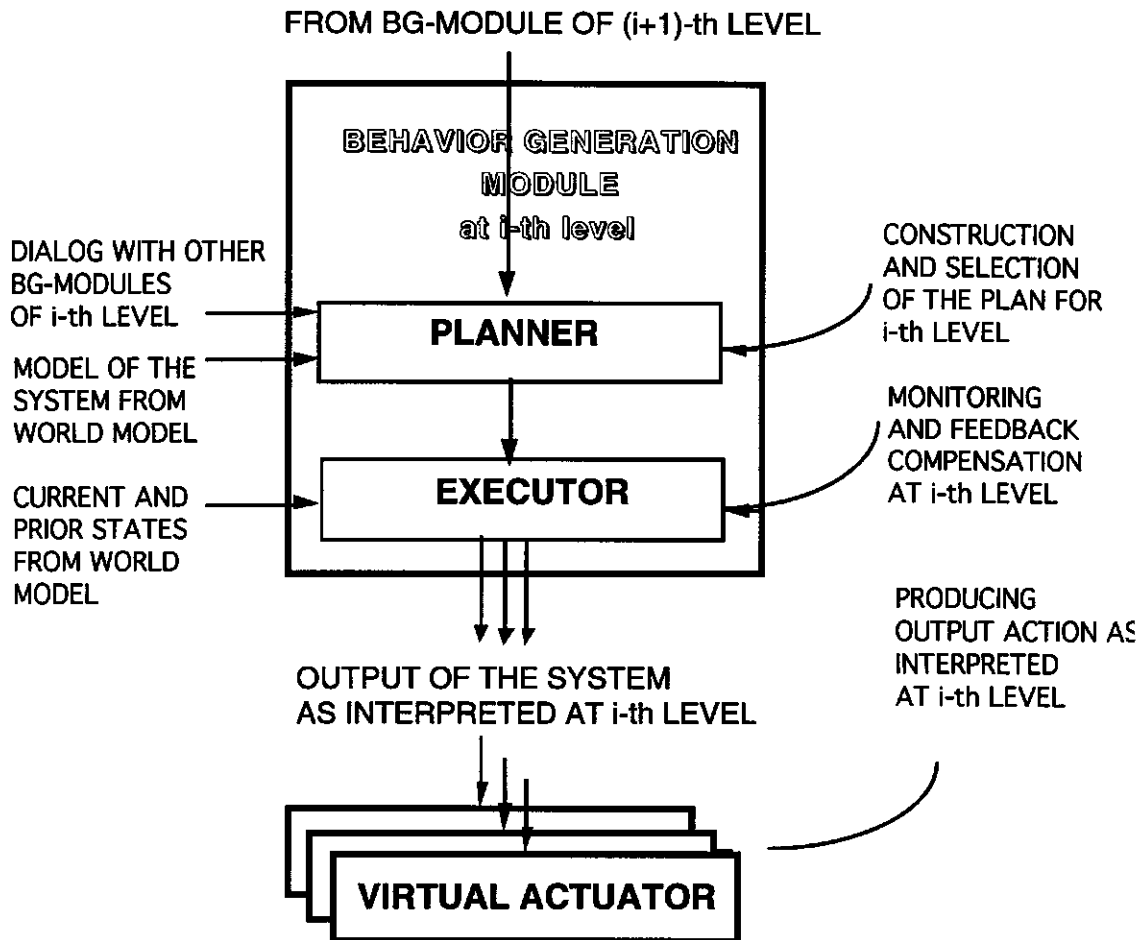 FROM BG-MODULE OF (i+1)-th LEVEL
BEHAVIOR GENERATION
MODULE
at i-th level
DIALOG WITH OTHER
BG-MODULES
OF i-th LEVEL
MODEL OF THE
SYSTEM FROM
WORLD MODEL
CURRENT AND
PRIOR STATES
FROM WORLD
MODEL
PLANNER
EXECUTOR
CONSTRUCTION
AND SELECTION
OF THE PLAN FOR
i-th LEVEL
MONITORING
AND FEEDBACK
COMPENSATION
AT i-th LEVEL
PRODUCING
OUTPUT ACTION AS
INTERPRETED
AT i-th LEVEL
OUTPUT OF THE SYSTEM
AS INTERPRETED AT i-th LEVEL
VIRTUAL ACTUATOR